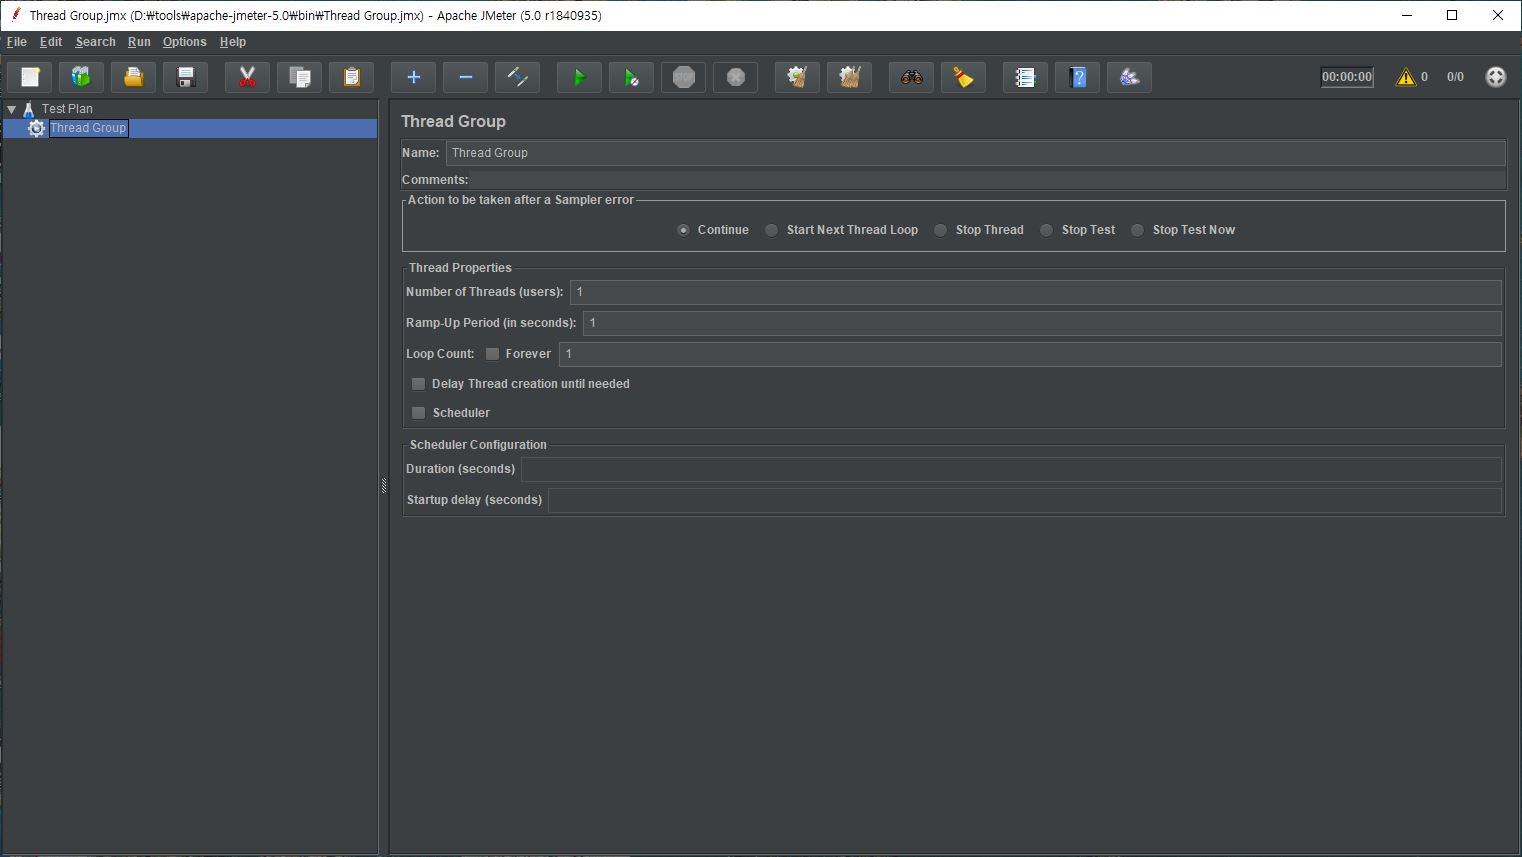 Thread Group.jmx (D:₩tools₩apache-jmeter-5.0₩bin₩Thread Group.jmx) - Apache JMeter (5.0 r1840935)
File Edit Search Run Options Help
STOP 00:00:00 0 0/0
Test Plan
Thread Group
Thread Group
Name: Thread Group
Comments:
Action to be taken after a Sampler error
Continue Start Next Thread Loop Stop Thread Stop Test Stop Test Now
Thread Properties
Number of Threads (users): 1
Ramp-Up Period (in seconds): 1
Loop Count: Forever 1
Delay Thread creation until needed
Scheduler
Scheduler Configuration
Duration (seconds)
Startup delay (seconds)